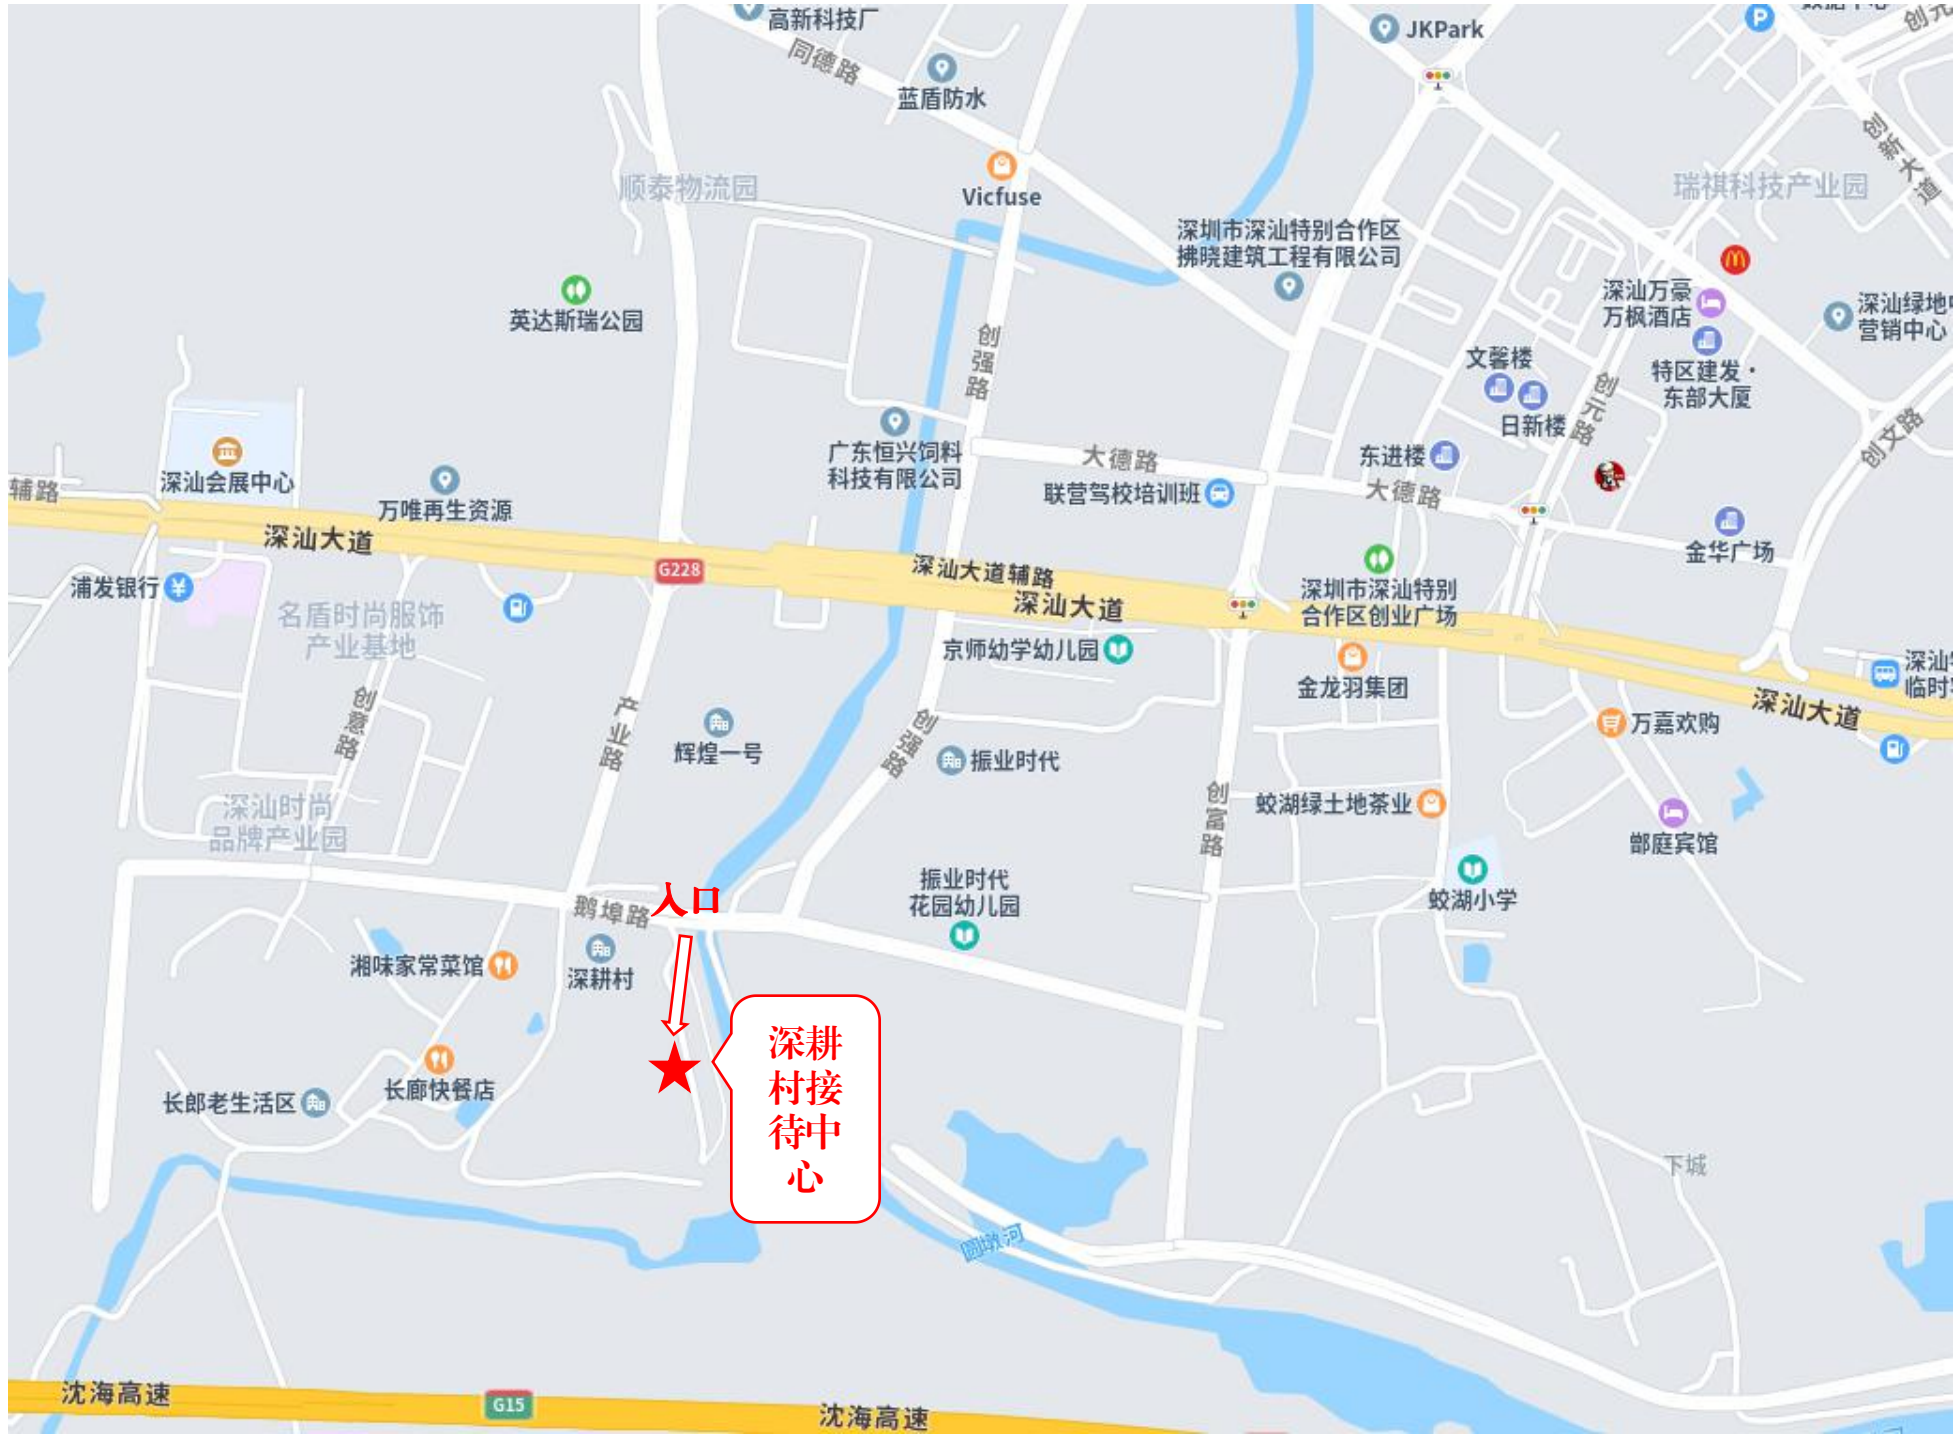 高新科技厂
同德路
蓝盾防水
JKPark
创元
创新大道
顺泰物流园
Vicfuse
瑞祺科技产业园
深圳市深汕特别合作区
拂晓建筑工程有限公司
英达斯瑞公园
深汕万豪
万枫酒店
深汕绿地
营销中心
创强路
文馨楼
特区建发·
东部大厦
日新楼
创元路
创文路
广东恒兴饲料
科技有限公司
大德路
东进楼
深汕会展中心
联营驾校培训班
大德路
辅路
万唯再生资源
深汕大道
金华广场
G228
深汕大道辅路
深汕大道
浦发银行
深圳市深汕特别
合作区创业广场
名盾时尚服饰
产业基地
京师幼学幼儿园
金龙羽集团
深汕
临时
创意路
产业路
辉煌一号
创强路
振业时代
万嘉欢购
深汕大道
创富路
蛟湖绿土地茶业
深汕时尚
品牌产业园
鄮庭宾馆
振业时代
花园幼儿园
蛟湖小学
鹅埠路
入口
湘味家常菜馆
深耕村
深耕
村接
待中
心
长廊快餐店
长郎老生活区
下城
圆墩河
沈海高速
G15
沈海高速